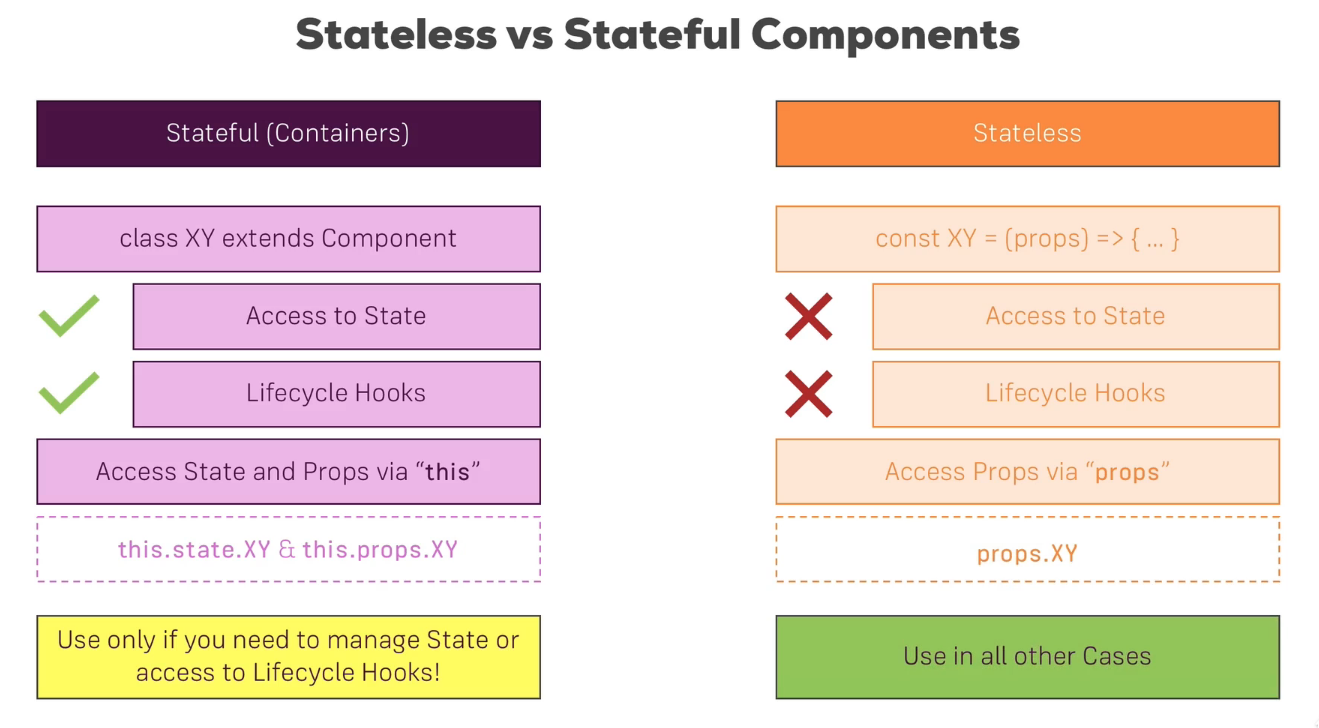 Stateless vs Stateful Components
Stateful (Containers)
class XY extends Component
Access to State
Lifecycle Hooks
Access State and Props via “this”
this.state.XY & this.props.XY
Use only if you need to manage State or
access to Lifecycle Hooks!
Stateless
const XY = (props) => { ... }
Access to State
Lifecycle Hooks
Access Props via “props”
props.XY
Use in all other Cases